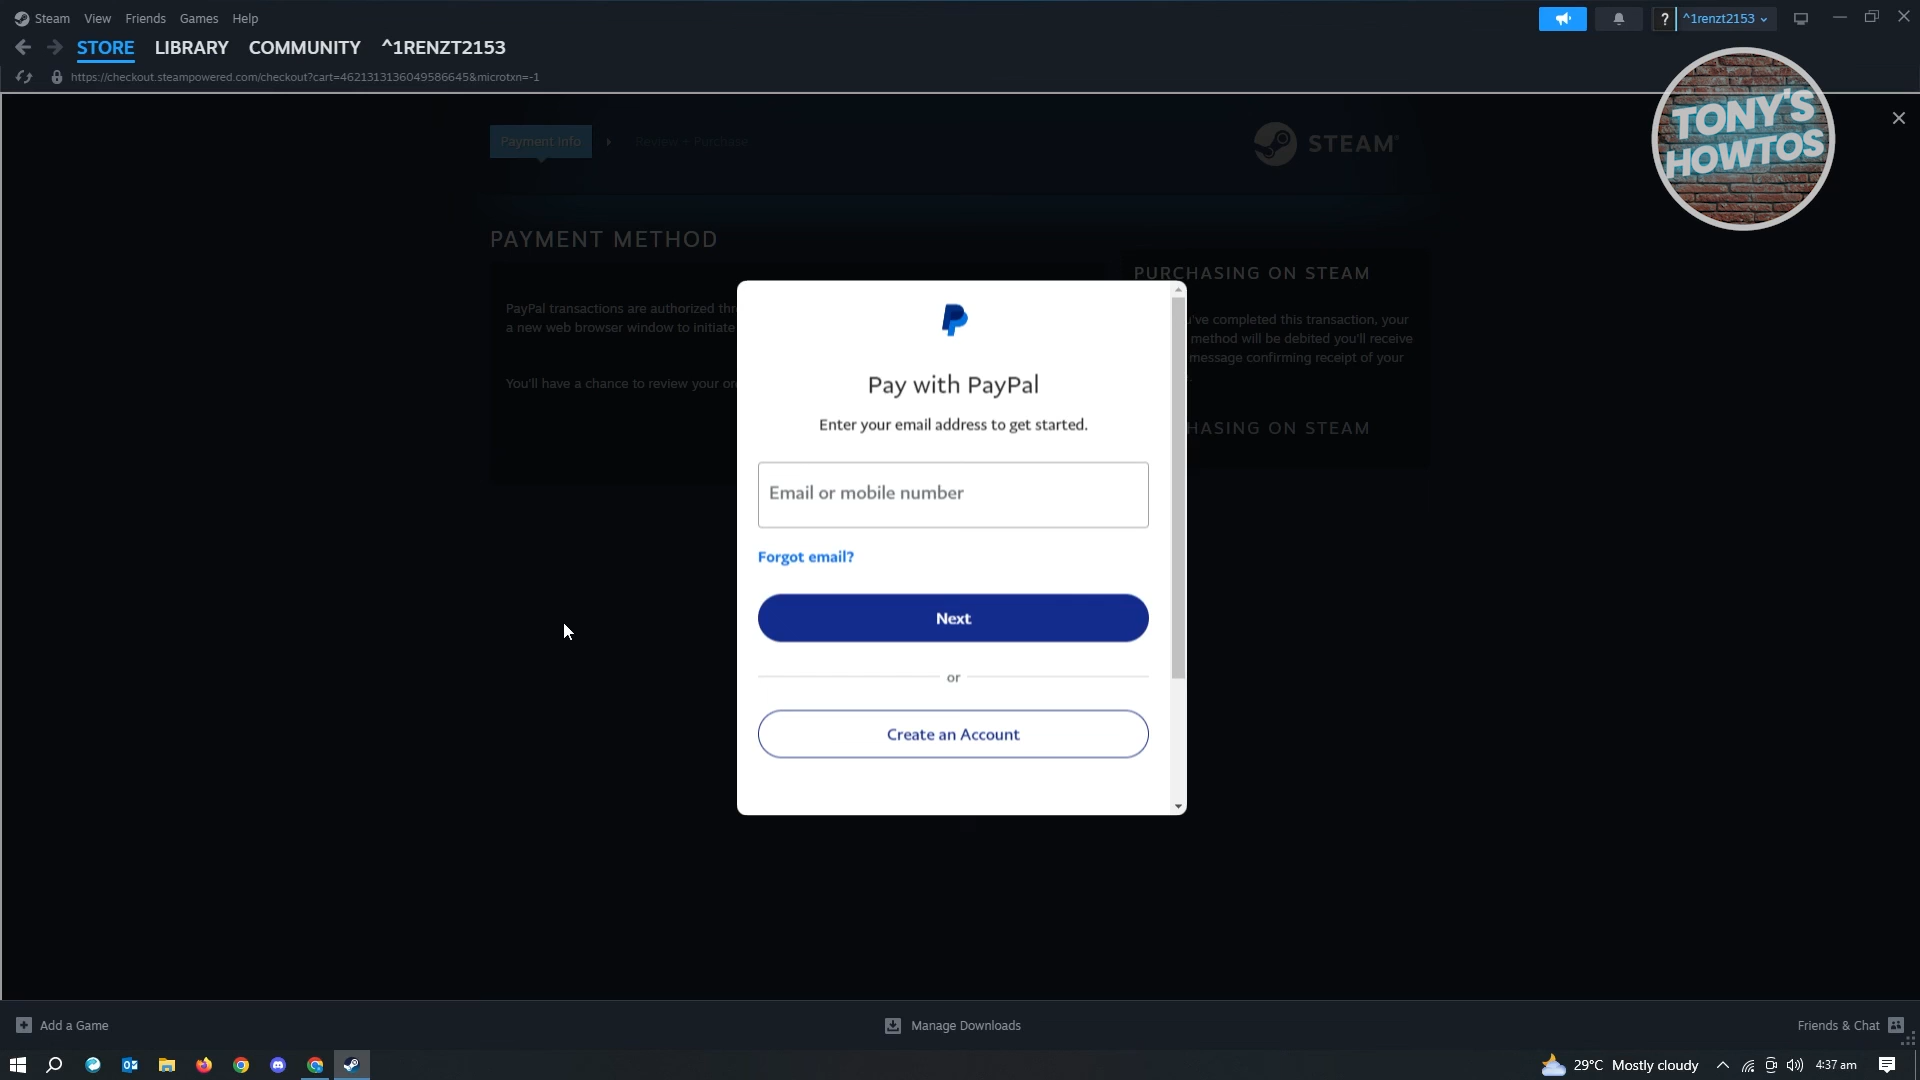 Steam View Friends Games Help
? ^1renzt2153
STORE LIBRARY COMMUNITY ^1RENZT2153
https://checkout.steampowered.com/checkout?cart=4621313136049586645&microtxn=-1
TONY'S
HOWTOS
Payment Info Review + Purchase
STEAM
PAYMENT METHOD
PURCHASING ON STEAM
PayPal transactions are authorized thr
a new web browser window to initiate
You'll have a chance to review your or
've completed this transaction, your
method will be debited you'll receive
message confirming receipt of your
HASING ON STEAM
Pay with PayPal
Enter your email address to get started.
Email or mobile number
Forgot email?
Next
or
Create an Account
Add a Game
Manage Downloads
Friends & Chat
29°C Mostly cloudy
4:37 am